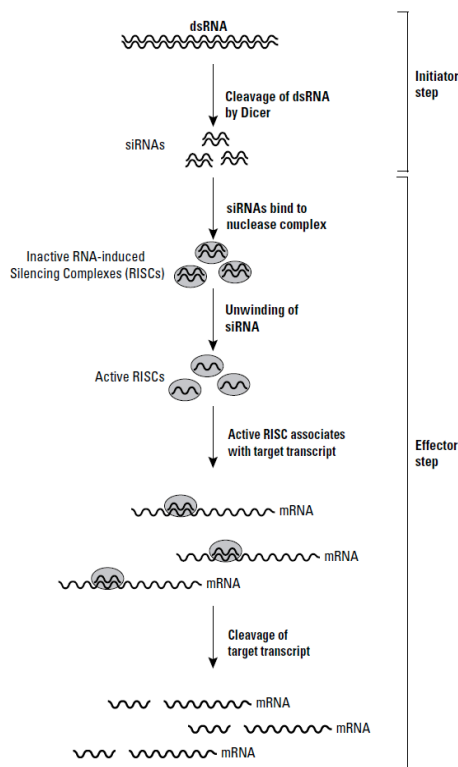 dsRNA
Cleavage of dsRNA
by Dicer
Initiator
step
siRNAs
siRNAs bind to
nuclease complex
Inactive RNA-induced
Silencing Complexes (RISCs)
Unwinding of
siRNA
Active RISCs
Active RISC associates
with target transcript
Effector
step
mRNA
mRNA
mRNA
Cleavage of
target transcript
mRNA
mRNA
mRNA